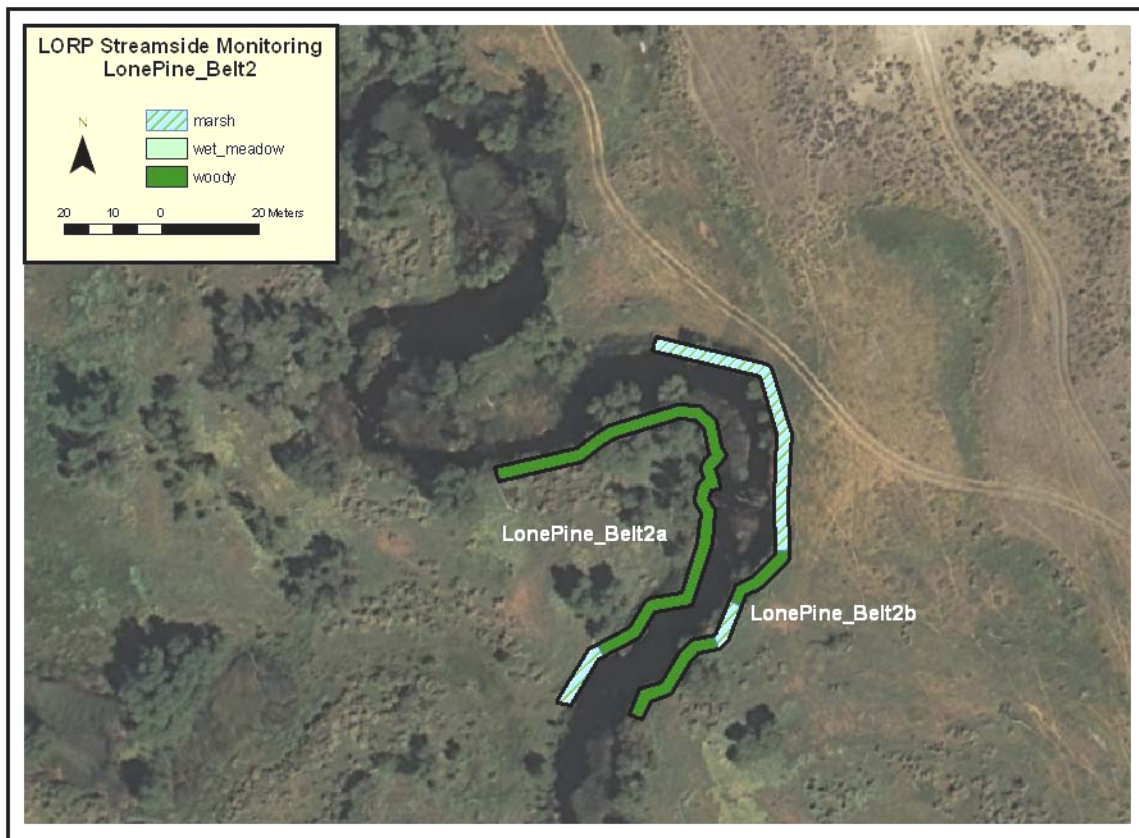 LORP Streamside Monitoring
LonePine_Belt2
N
marsh
wet_meadow
woody
20 10 0 20 Meters
LonePine_Belt2a
LonePine_Belt2b